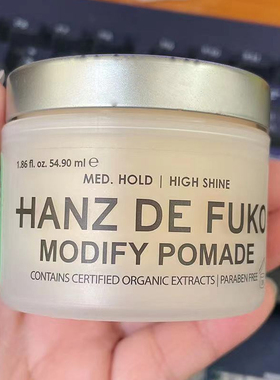 1.86 fl. oz. 54.90 ml ℮
MED. HOLD | HIGH SHINE
HANZ DE FUKO
MODIFY POMADE
CONTAINS CERTIFIED ORGANIC EXTRACTS | PARABEN FREE